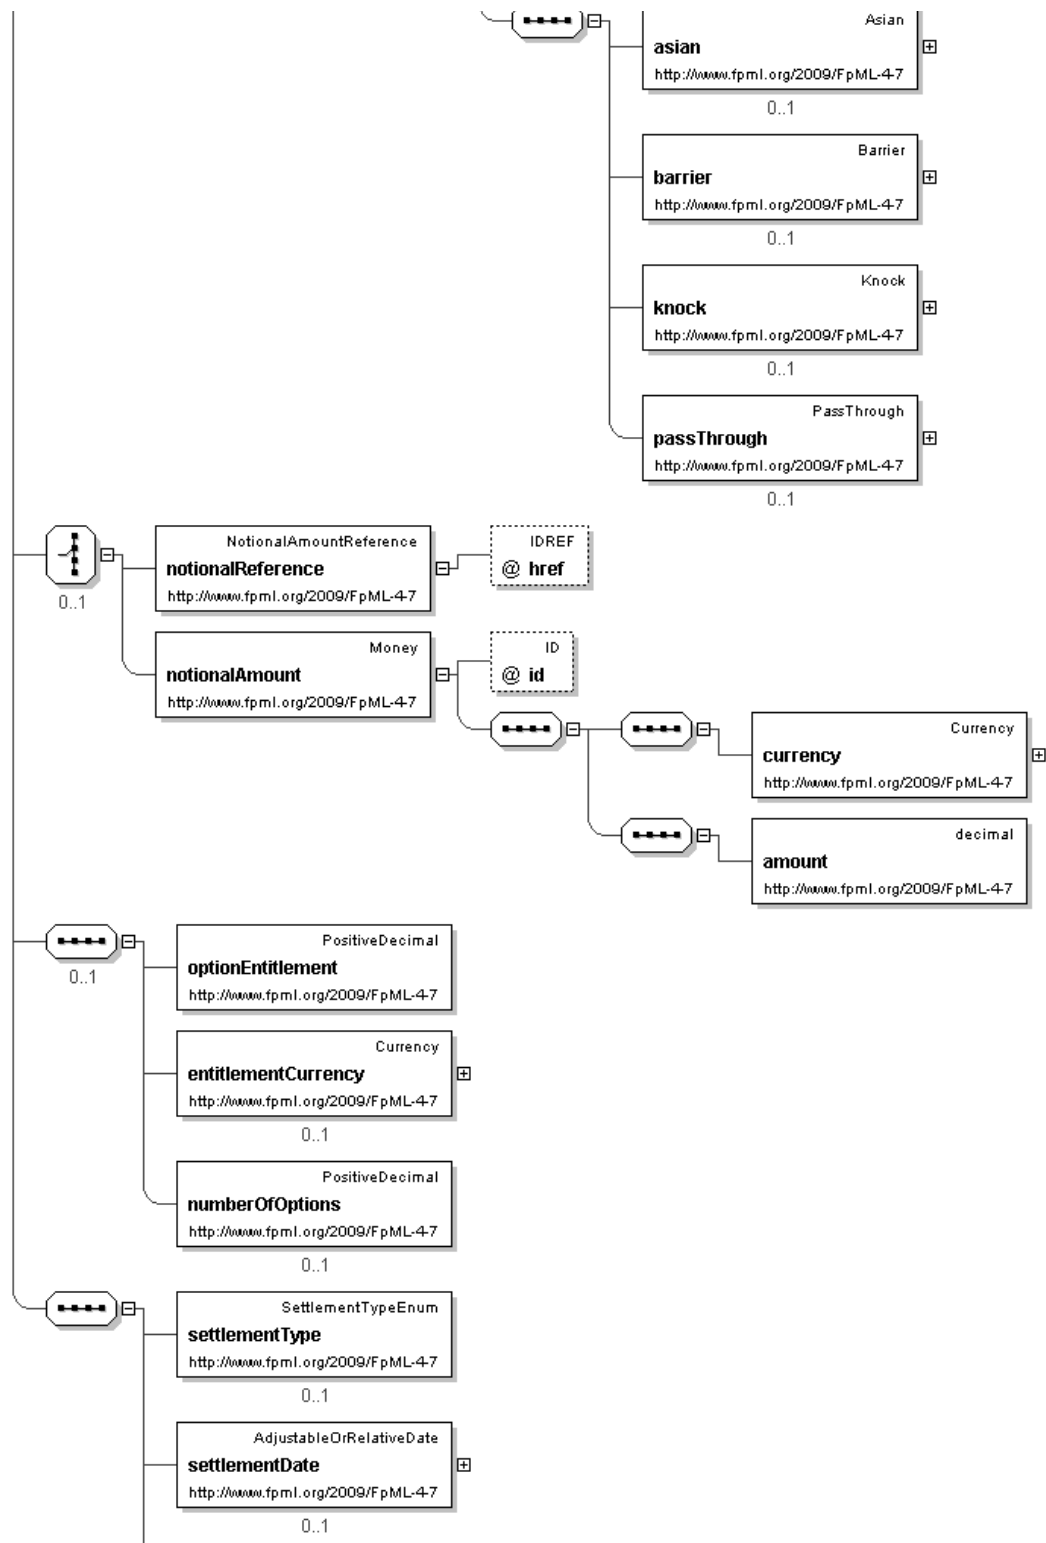 Asian
asian
http://www.fpml.org/2009/FpML-4-7
0..1
Barrier
barrier
http://www.fpml.org/2009/FpML-4-7
0..1
Knock
knock
http://www.fpml.org/2009/FpML-4-7
0..1
PassThrough
passThrough
http://www.fpml.org/2009/FpML-4-7
0..1
0..1
NotionalAmountReference
notionalReference
http://www.fpml.org/2009/FpML-4-7
IDREF
@ href
Money
notionalAmount
http://www.fpml.org/2009/FpML-4-7
ID
@ id
Currency
currency
http://www.fpml.org/2009/FpML-4-7
decimal
amount
http://www.fpml.org/2009/FpML-4-7
0..1
PositiveDecimal
optionEntitlement
http://www.fpml.org/2009/FpML-4-7
Currency
entitlementCurrency
http://www.fpml.org/2009/FpML-4-7
0..1
PositiveDecimal
numberOfOptions
http://www.fpml.org/2009/FpML-4-7
0..1
SettlementTypeEnum
settlementType
http://www.fpml.org/2009/FpML-4-7
0..1
AdjustableOrRelativeDate
settlementDate
http://www.fpml.org/2009/FpML-4-7
0..1